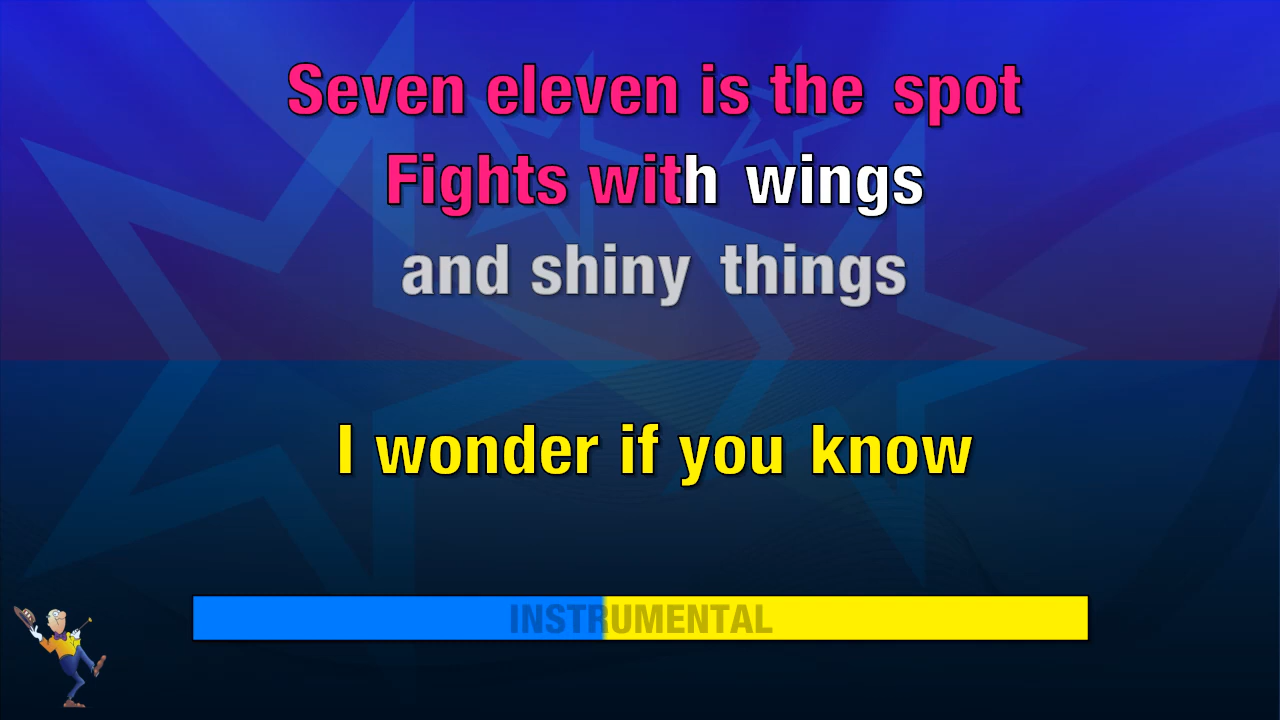 Seven eleven is the spot
Fights with wings
and shiny things
I wonder if you know
INSTRUMENTAL